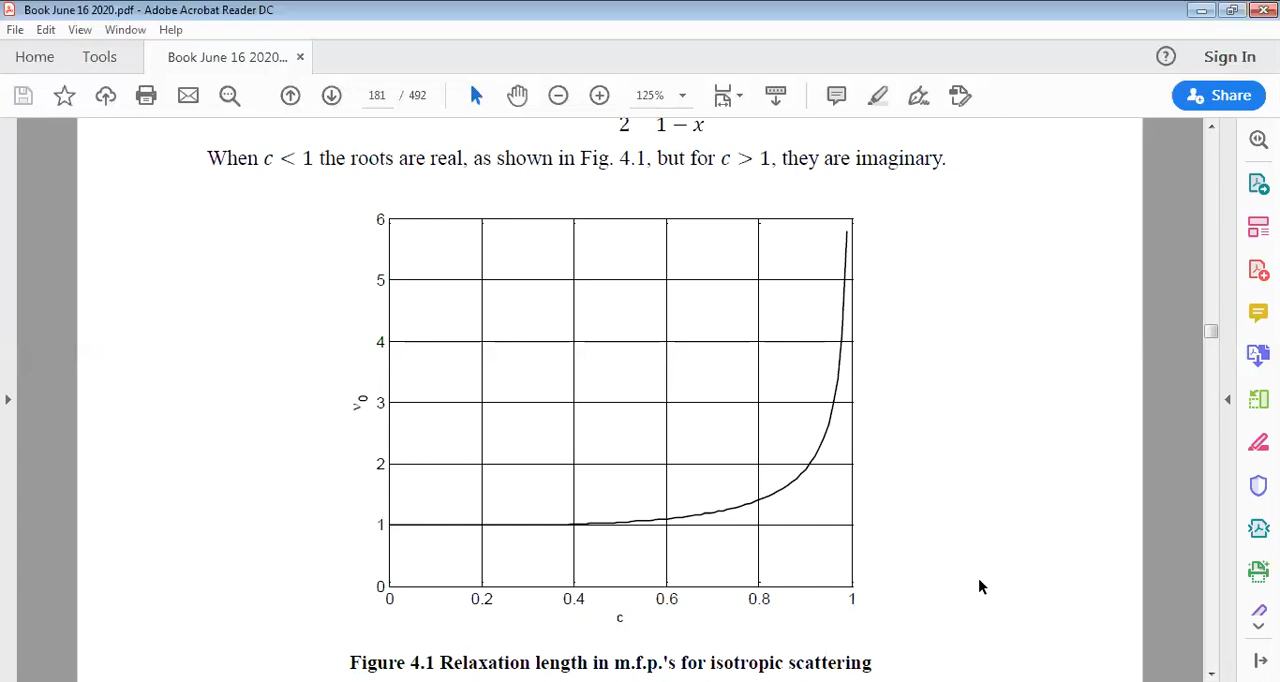 Book June 16 2020.pdf - Adobe Acrobat Reader DC
File Edit View Window Help
Home Tools Book June 16 2020... × ? Sign In
181 / 492 125% Share
2 1 − x
When c < 1 the roots are real, as shown in Fig. 4.1, but for c > 1, they are imaginary.
6
5
4
ν0 3
2
1
0
0 0.2 0.4 0.6 0.8 1
c
Figure 4.1 Relaxation length in m.f.p.'s for isotropic scattering